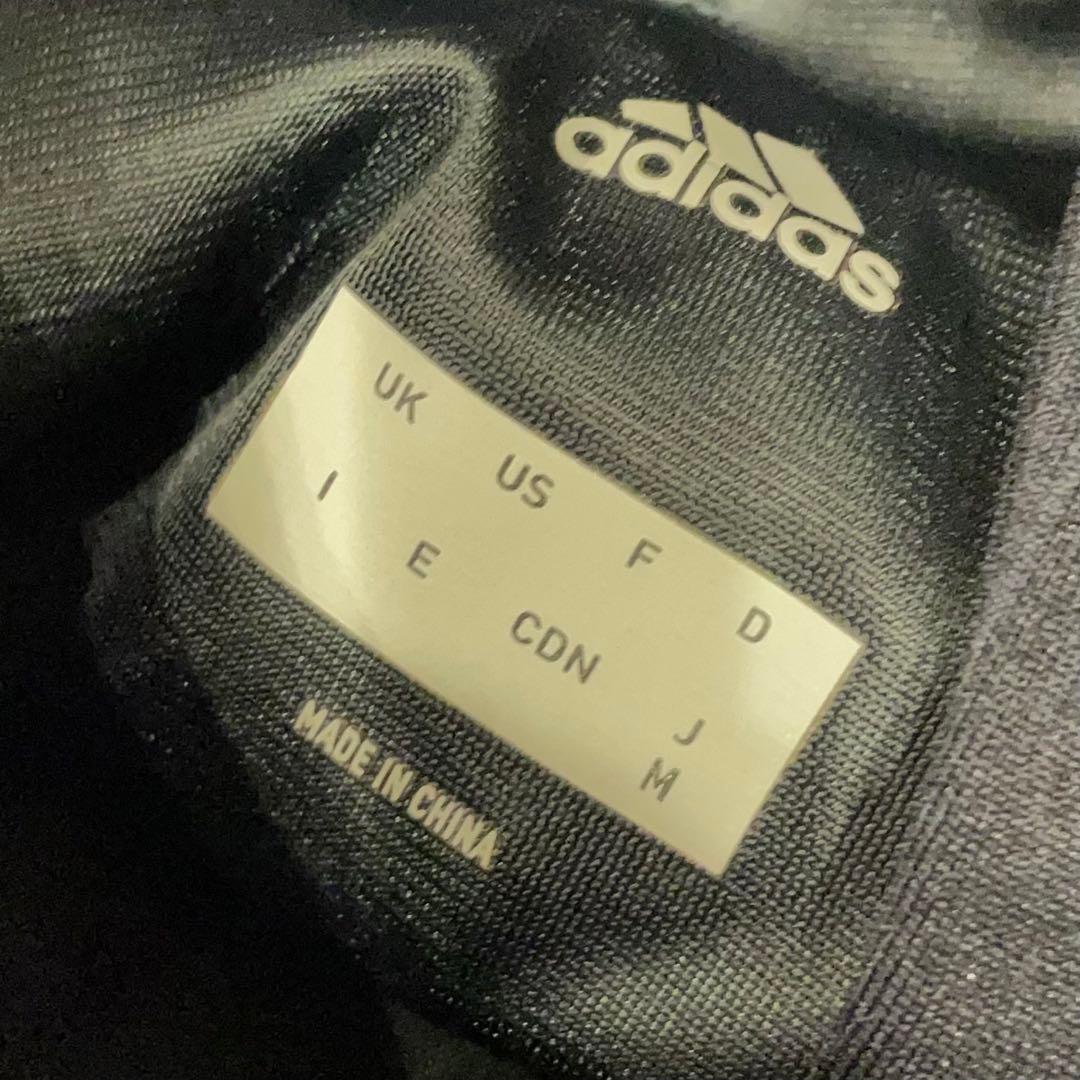 adidas
UK US F D
I E CDN J
M
MADE IN CHINA